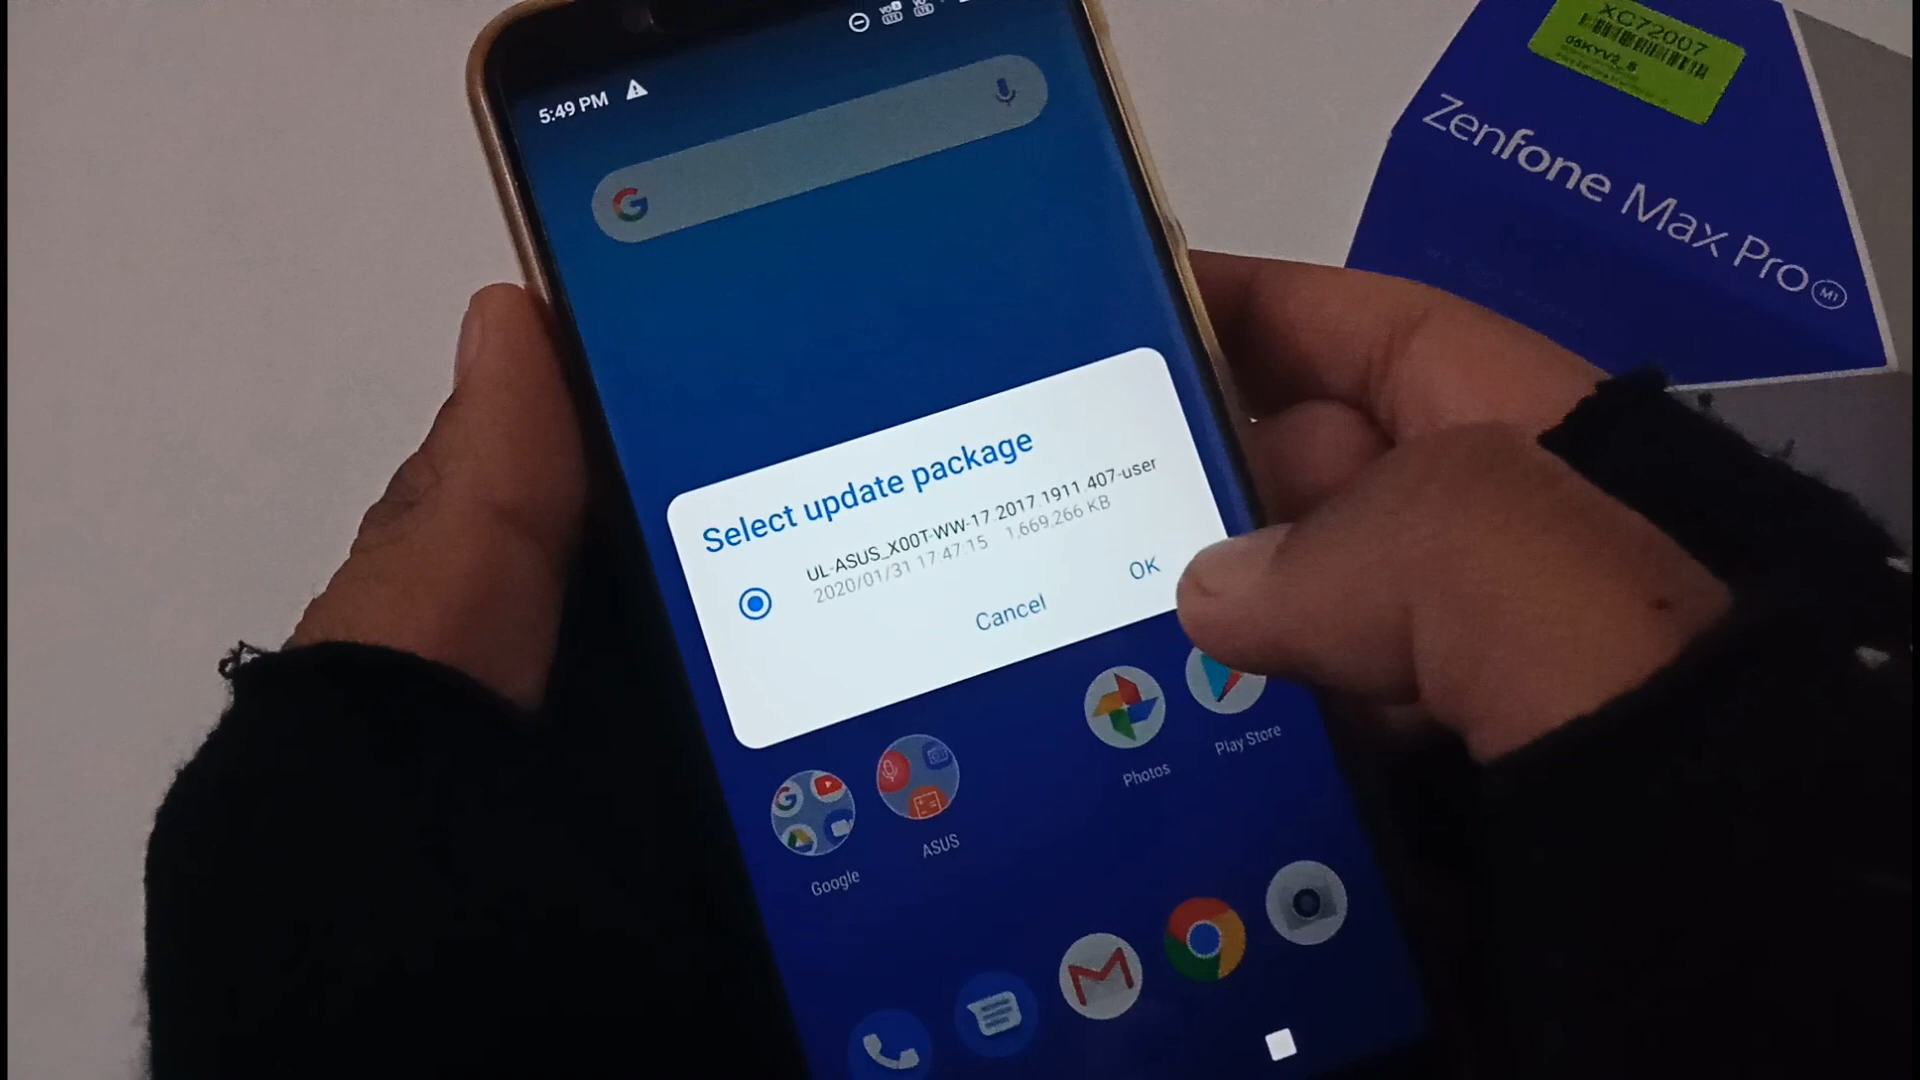 5:49 PM
XC72007
Zenfone Max Pro M1
Select update package
UL-ASUS_X00T-WW-17.2017.1911.407-user
2020/01/31 17:47:15 1,669,266 KB
Cancel
OK
Google
ASUS
Photos
Play Store